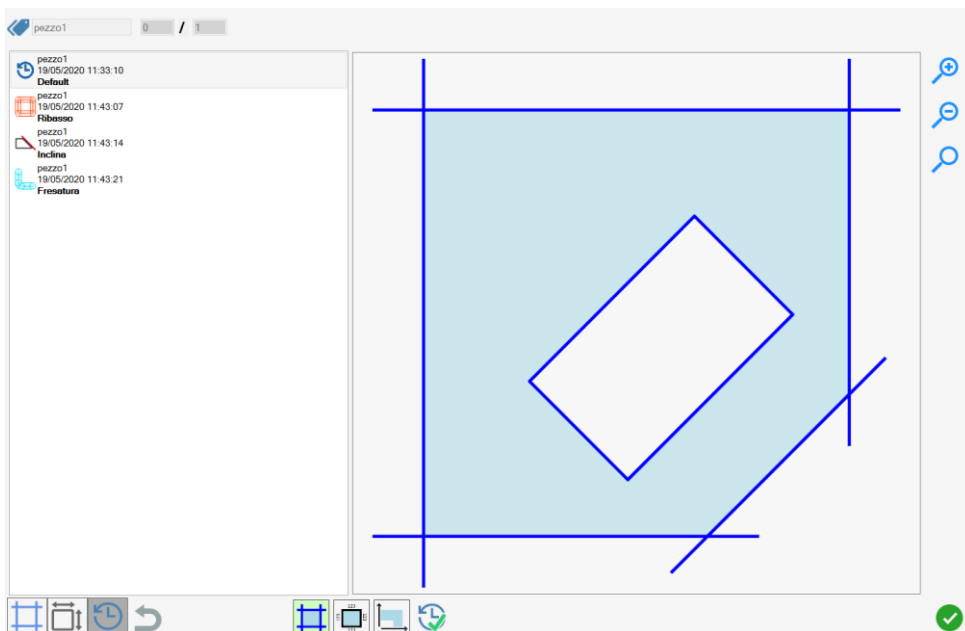 pezzo1 0 / 1
pezzo1
19/05/2020 11:33:10
Default
pezzo1
19/05/2020 11:43:07
Ribasso
pezzo1
19/05/2020 11:43:14
Inclina
pezzo1
19/05/2020 11:43:21
Fresatura